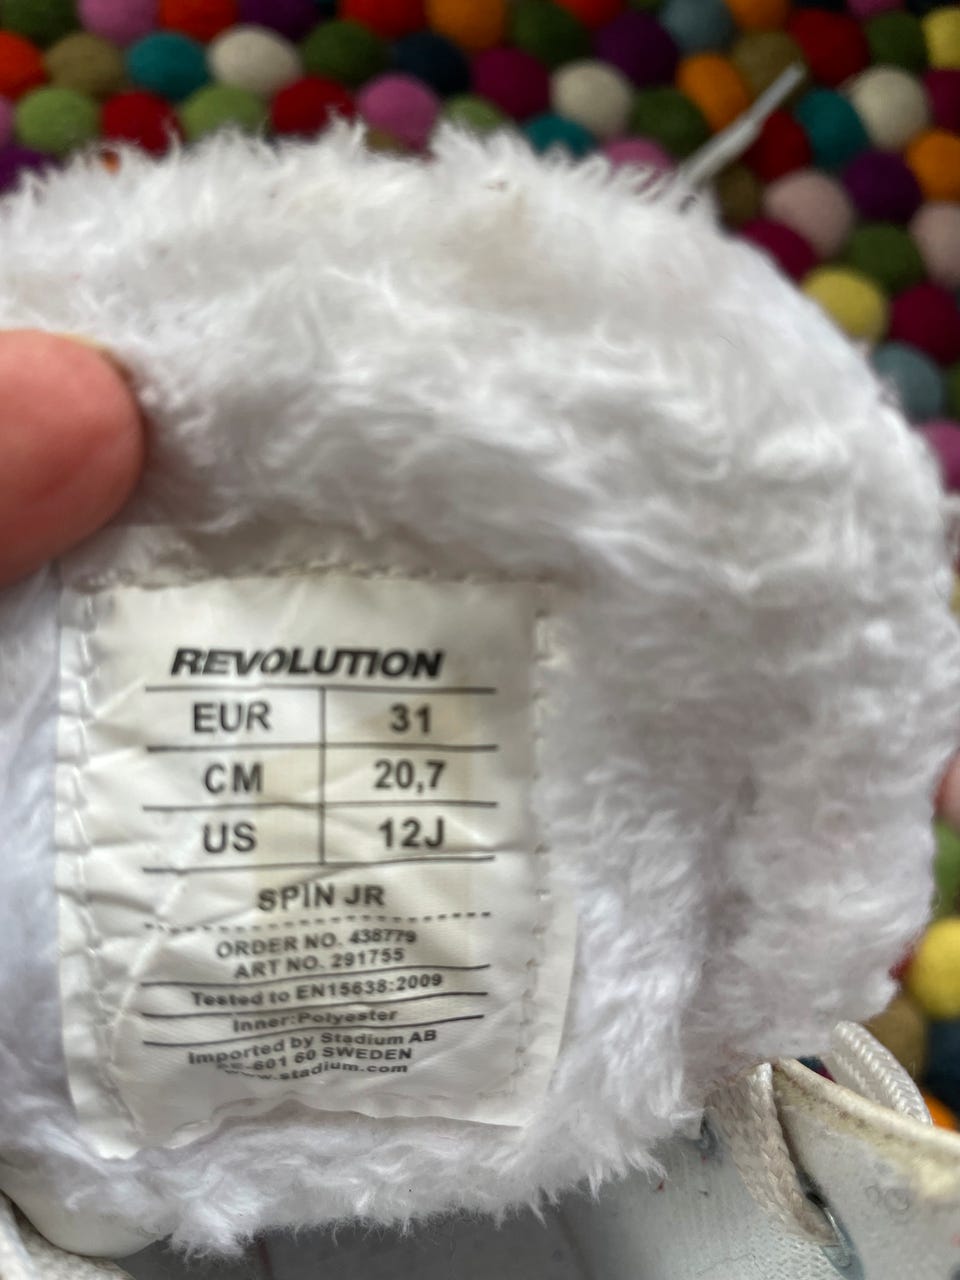 REVOLUTION
EUR 31
CM 20,7
US 12J
SPIN JR
ORDER NO. 438779
ART NO. 291755
Tested to EN15638:2009
Inner:Polyester
Imported by Stadium AB
SE-601 60 SWEDEN
www.stadium.com